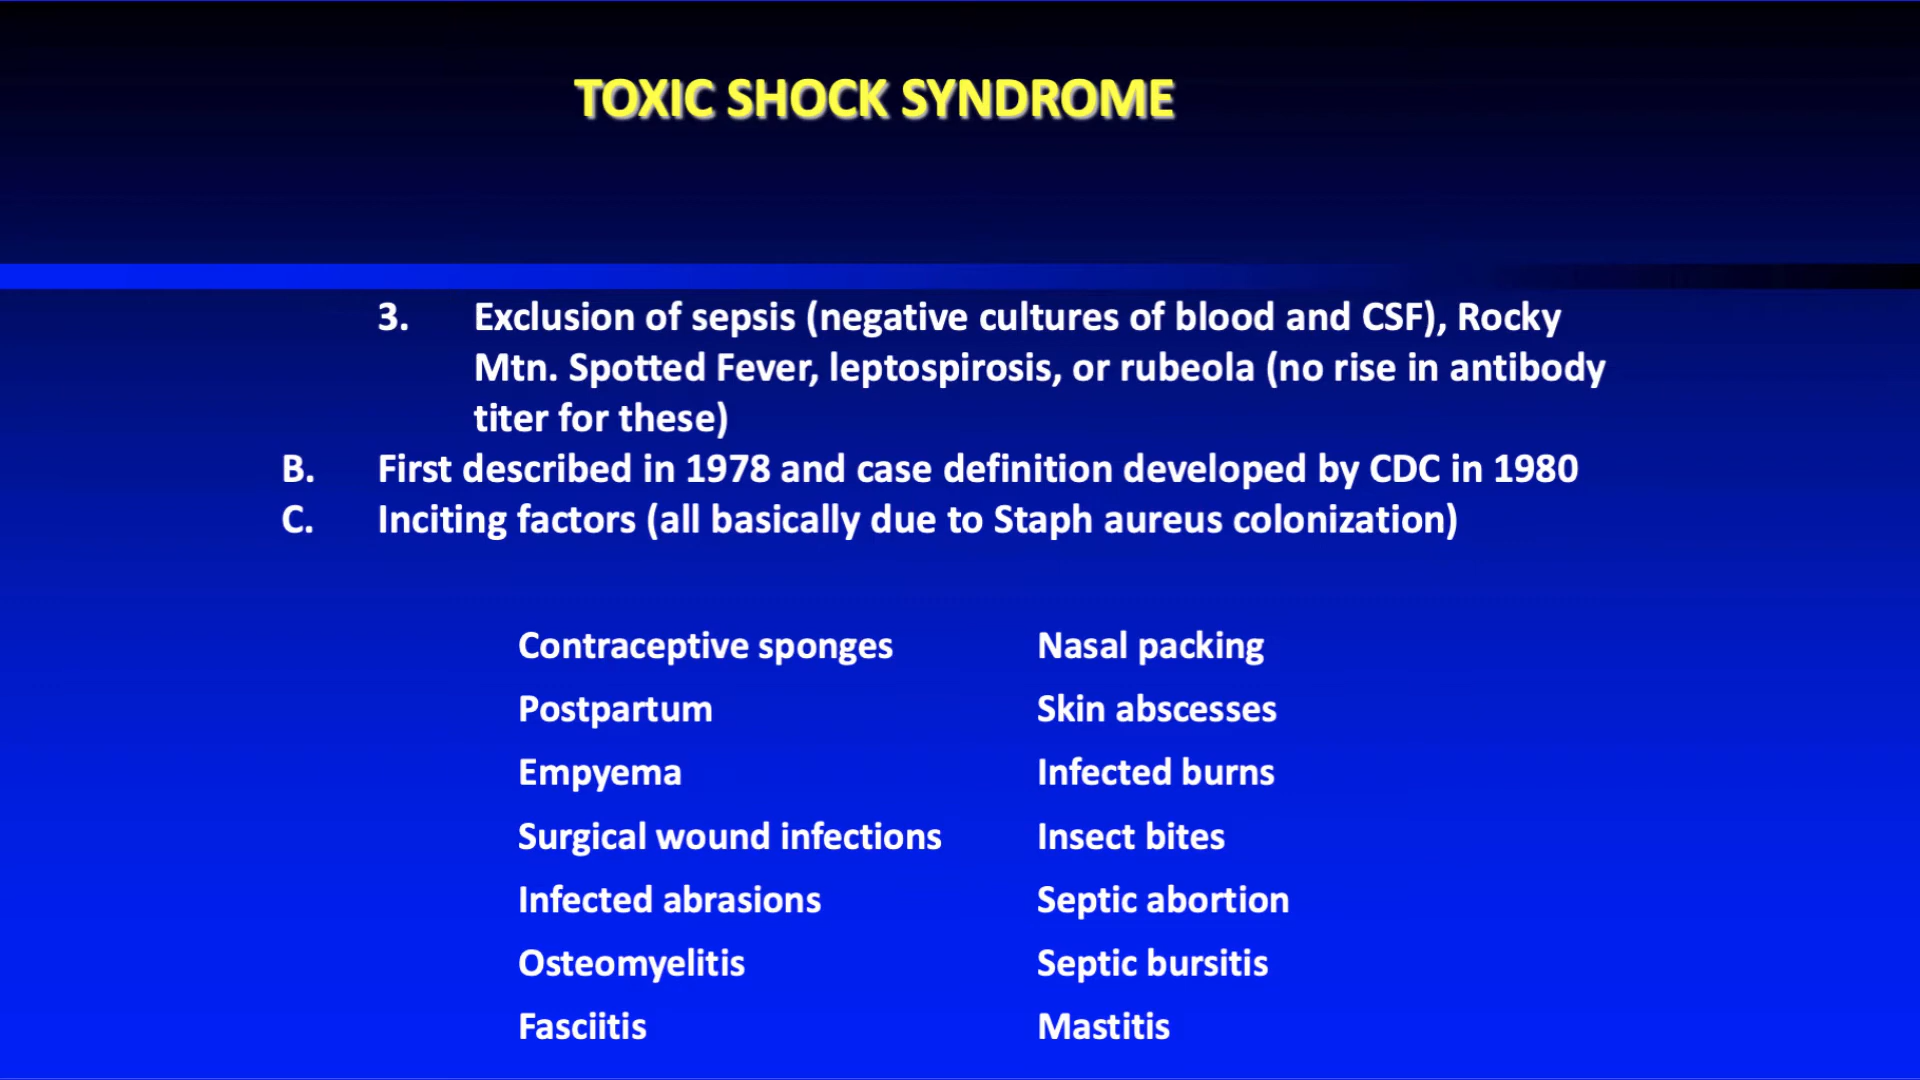 TOXIC SHOCK SYNDROME
3. Exclusion of sepsis (negative cultures of blood and CSF), Rocky
Mtn. Spotted Fever, leptospirosis, or rubeola (no rise in antibody
titer for these)
B. First described in 1978 and case definition developed by CDC in 1980
C. Inciting factors (all basically due to Staph aureus colonization)
Contraceptive sponges Nasal packing
Postpartum Skin abscesses
Empyema Infected burns
Surgical wound infections Insect bites
Infected abrasions Septic abortion
Osteomyelitis Septic bursitis
Fasciitis Mastitis